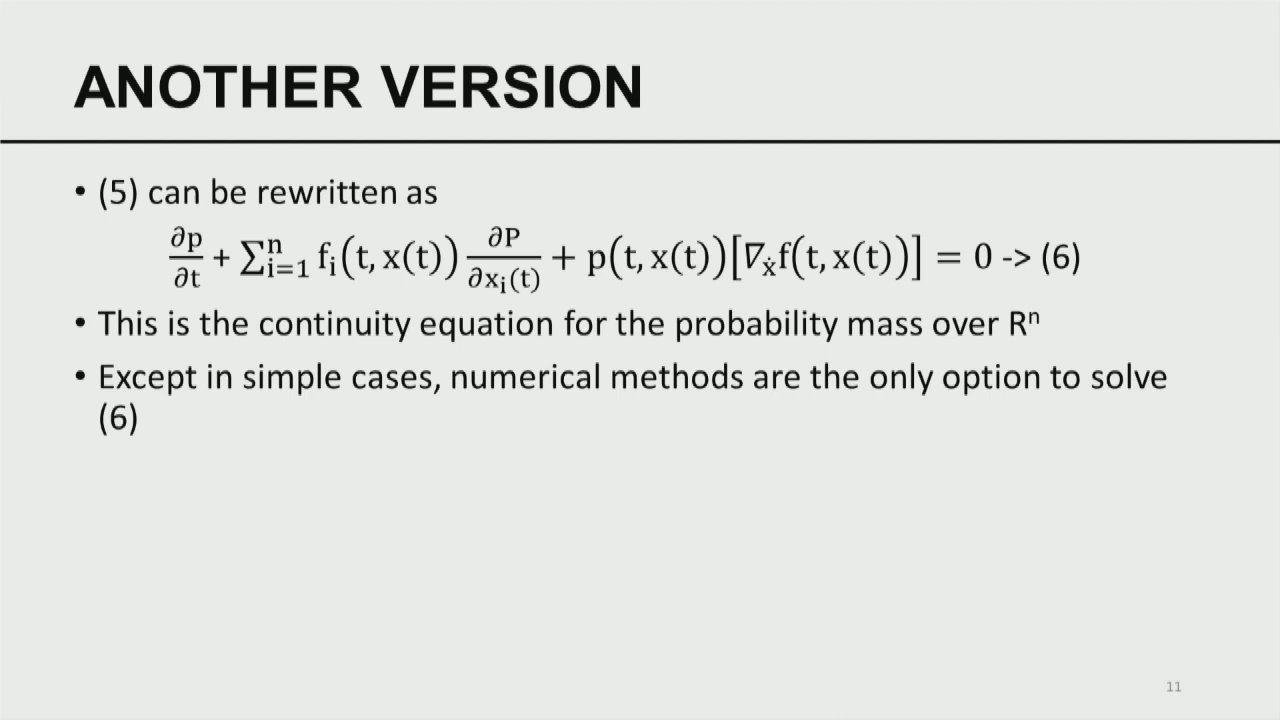 ANOTHER VERSION
• (5) can be rewritten as
∂p/∂t + ∑ⁿᵢ₌₁ fᵢ(t, x(t)) ∂P/∂xᵢ(t) + p(t, x(t))[∇ẋf(t, x(t))] = 0 -> (6)
• This is the continuity equation for the probability mass over Rⁿ
• Except in simple cases, numerical methods are the only option to solve
(6)
11